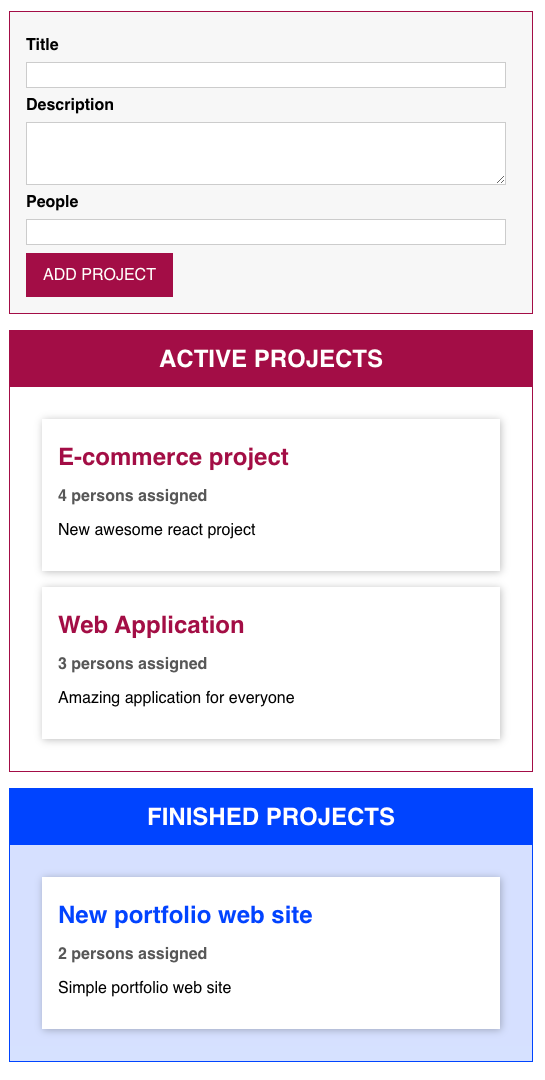 Title
Description
People
ADD PROJECT
ACTIVE PROJECTS
E-commerce project
4 persons assigned
New awesome react project
Web Application
3 persons assigned
Amazing application for everyone
FINISHED PROJECTS
New portfolio web site
2 persons assigned
Simple portfolio web site